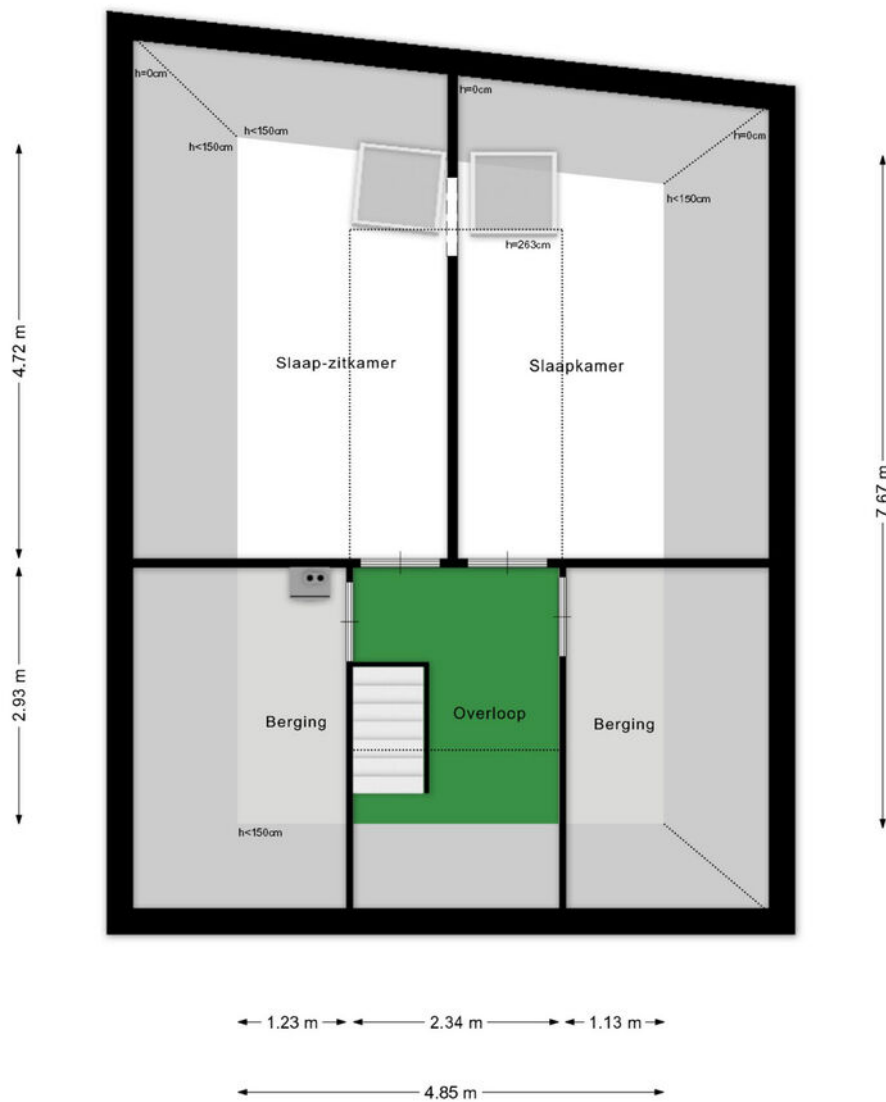 h=0cm
h=0cm
h<150cm
h<150cm
h=0cm
h<150cm
h=263cm
4.72 m
Slaap-zitkamer
Slaapkamer
7.67 m
2.93 m
Berging
Overloop
Berging
h<150cm
1.23 m
2.34 m
1.13 m
4.85 m